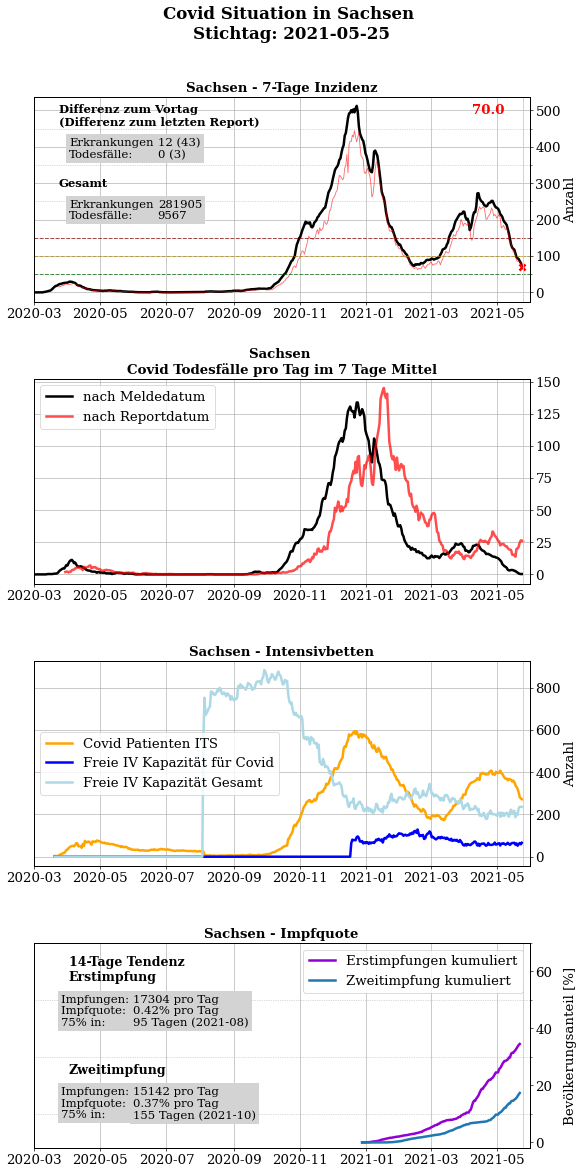 Covid Situation in Sachsen
Stichtag: 2021-05-25
Sachsen - 7-Tage Inzidenz
Differenz zum Vortag
(Differenz zum letzten Report)
Erkrankungen 12 (43)
Todesfälle: 0 (3)
Gesamt
Erkrankungen 281905
Todesfälle: 9567
70.0
500
400
300
200
100
0
Anzahl
2020-03 2020-05 2020-07 2020-09 2020-11 2021-01 2021-03 2021-05
Sachsen
Covid Todesfälle pro Tag im 7 Tage Mittel
nach Meldedatum
nach Reportdatum
150
125
100
75
50
25
0
2020-03 2020-05 2020-07 2020-09 2020-11 2021-01 2021-03 2021-05
Sachsen - Intensivbetten
Covid Patienten ITS
Freie IV Kapazität für Covid
Freie IV Kapazität Gesamt
800
600
400
200
0
Anzahl
2020-03 2020-05 2020-07 2020-09 2020-11 2021-01 2021-03 2021-05
Sachsen - Impfquote
14-Tage Tendenz
Erstimpfung
Impfungen: 17304 pro Tag
Impfquote: 0.42% pro Tag
75% in: 95 Tagen (2021-08)
Zweitimpfung
Impfungen: 15142 pro Tag
Impfquote: 0.37% pro Tag
75% in: 155 Tagen (2021-10)
Erstimpfungen kumuliert
Zweitimpfung kumuliert
60
40
20
0
Bevölkerungsanteil [%]
2020-03 2020-05 2020-07 2020-09 2020-11 2021-01 2021-03 2021-05